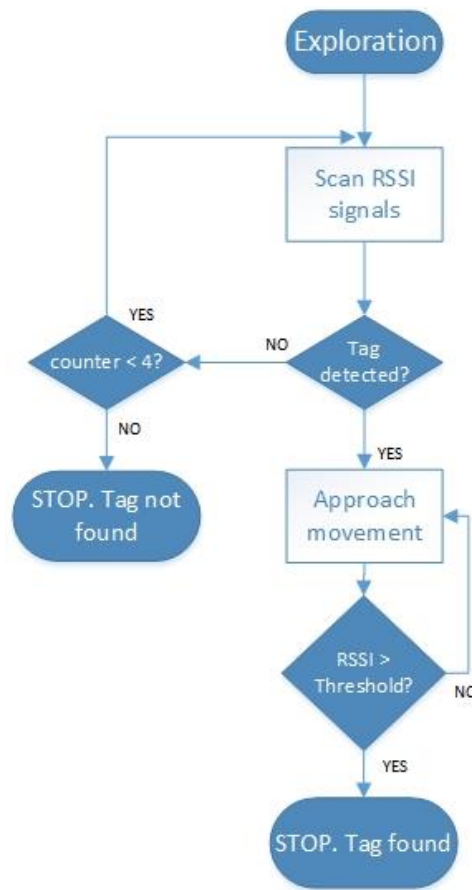 Exploration
Scan RSSI
signals
YES
counter < 4?
NO
Tag
detected?
NO
YES
STOP. Tag not
found
Approach
movement
RSSI >
Threshold?
NO
YES
STOP. Tag found